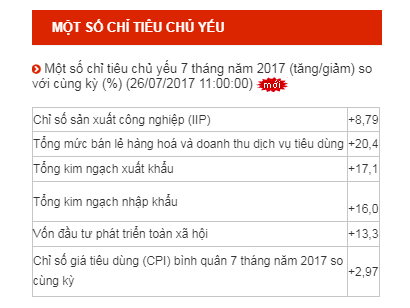 MỘT SỐ CHỈ TIÊU CHỦ YẾU
Một số chỉ tiêu chủ yếu 7 tháng năm 2017 (tăng/giảm) so
với cùng kỳ (%) (26/07/2017 11:00:00) mới
Chỉ số sản xuất công nghiệp (IIP) +8,79
Tổng mức bán lẻ hàng hoá và doanh thu dịch vụ tiêu dùng +20,4
Tổng kim ngạch xuất khẩu +17,1
Tổng kim ngạch nhập khẩu +16,0
Vốn đầu tư phát triển toàn xã hội +13,3
Chỉ số giá tiêu dùng (CPI) bình quân 7 tháng năm 2017 so
cùng kỳ +2,97